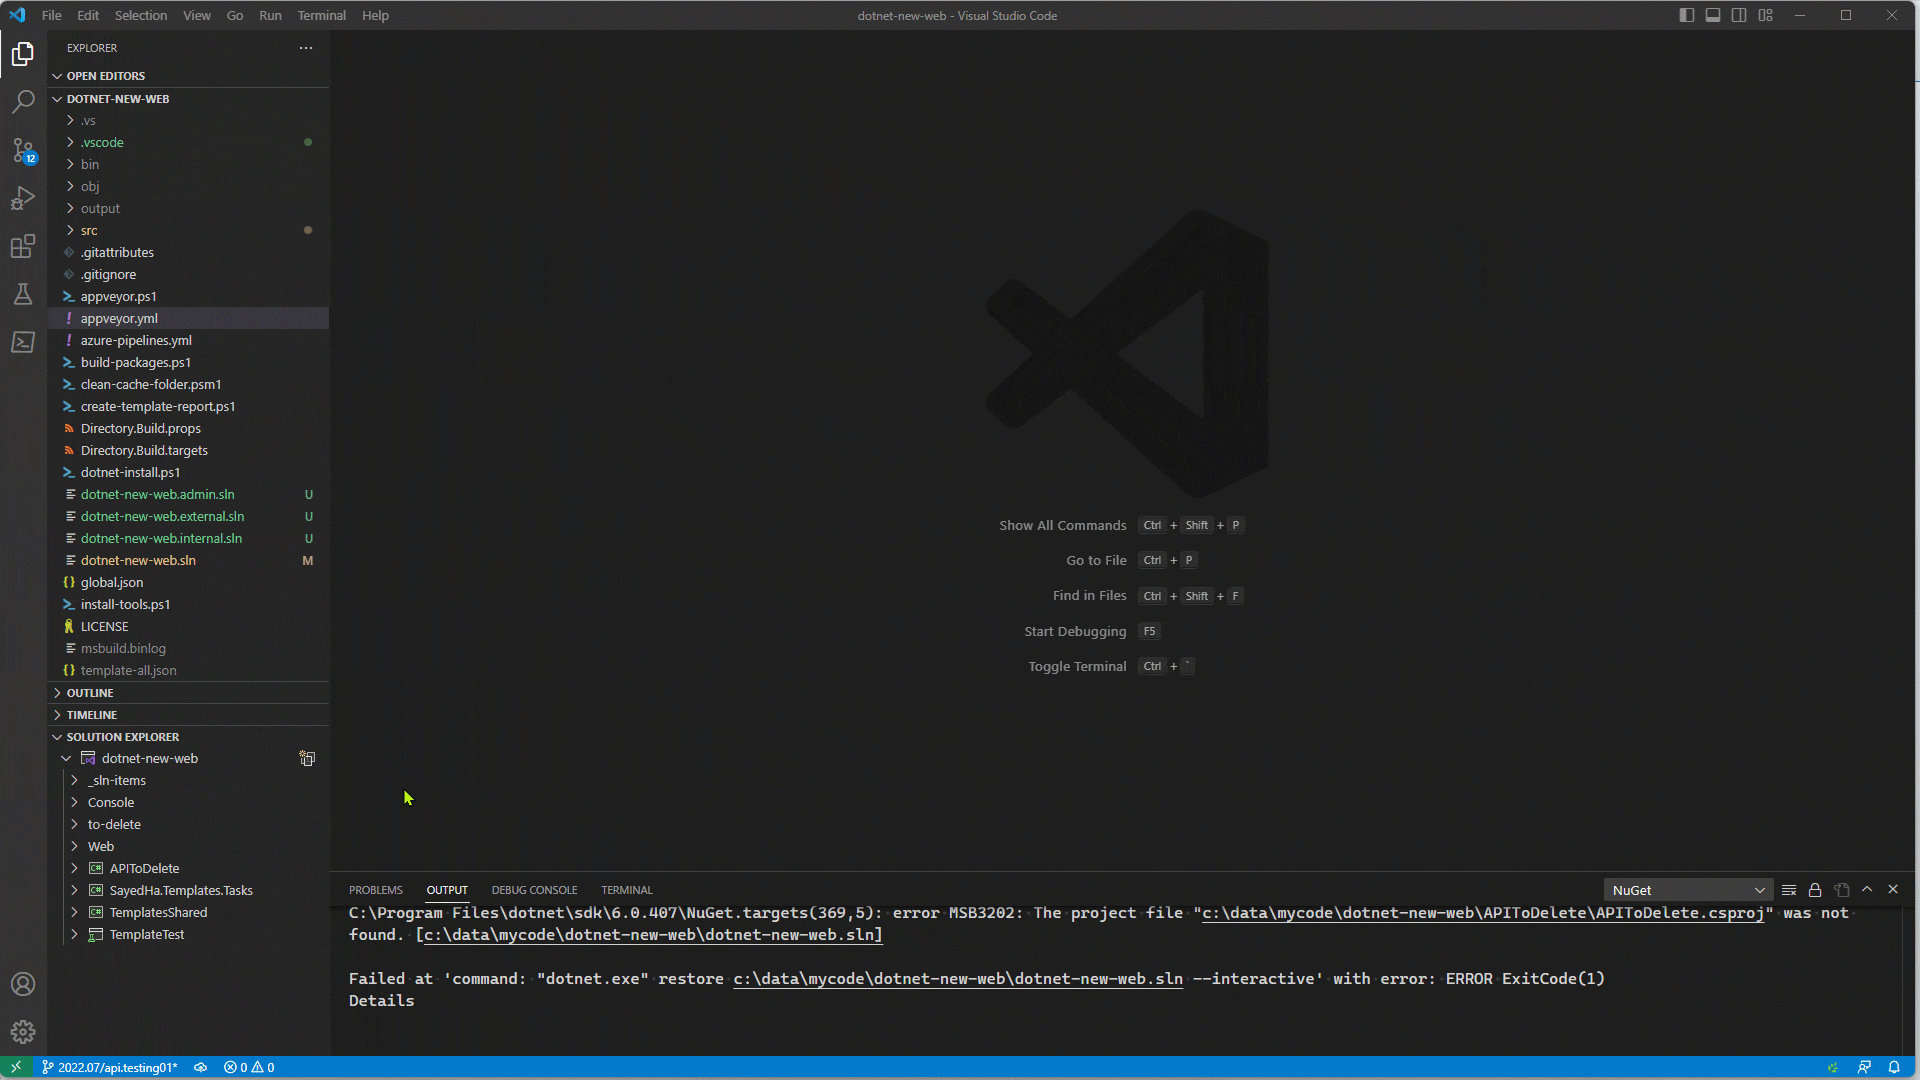 File Edit Selection View Go Run Terminal Help
dotnet-new-web - Visual Studio Code
EXPLORER
OPEN EDITORS
DOTNET-NEW-WEB
.vs
.vscode
bin
obj
output
src
.gitattributes
.gitignore
appveyor.ps1
! appveyor.yml
! azure-pipelines.yml
build-packages.ps1
clean-cache-folder.psm1
create-template-report.ps1
Directory.Build.props
Directory.Build.targets
dotnet-install.ps1
dotnet-new-web.admin.sln U
dotnet-new-web.external.sln U
dotnet-new-web.internal.sln U
dotnet-new-web.sln M
{} global.json
install-tools.ps1
LICENSE
msbuild.binlog
{} template-all.json
OUTLINE
TIMELINE
SOLUTION EXPLORER
dotnet-new-web
_sln-items
Console
to-delete
Web
C# APIToDelete
C# SayedHa.Templates.Tasks
C# TemplatesShared
TemplateTest
12
Show All Commands Ctrl + Shift + P
Go to File Ctrl + P
Find in Files Ctrl + Shift + F
Start Debugging F5
Toggle Terminal Ctrl + `
PROBLEMS OUTPUT DEBUG CONSOLE TERMINAL
NuGet
C:\Program Files\dotnet\sdk\6.0.407\NuGet.targets(369,5): error MSB3202: The project file "c:\data\mycode\dotnet-new-web\APIToDelete\APIToDelete.csproj" was not
found. [c:\data\mycode\dotnet-new-web\dotnet-new-web.sln]
Failed at 'command: "dotnet.exe" restore c:\data\mycode\dotnet-new-web\dotnet-new-web.sln --interactive' with error: ERROR ExitCode(1)
Details
2022.07/api.testing01* 0 0